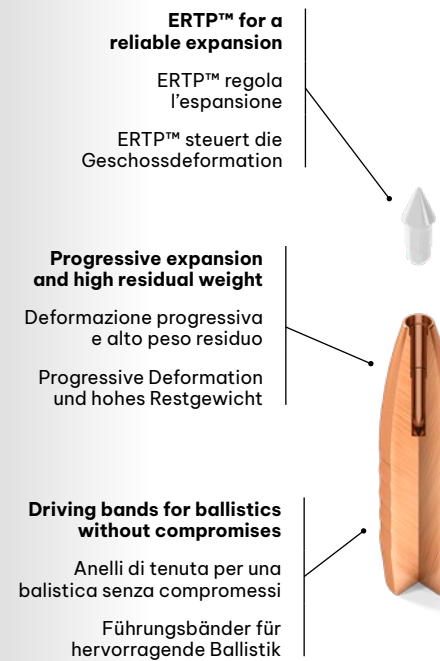 ERTP™ for a
reliable expansion
ERTP™ regola
l’espansione
ERTP™ steuert die
Geschossdeformation
Progressive expansion
and high residual weight
Deformazione progressiva
e alto peso residuo
Progressive Deformation
und hohes Restgewicht
Driving bands for ballistics
without compromises
Anelli di tenuta per una
balistica senza compromessi
Führungsbänder für
hervorragende Ballistik